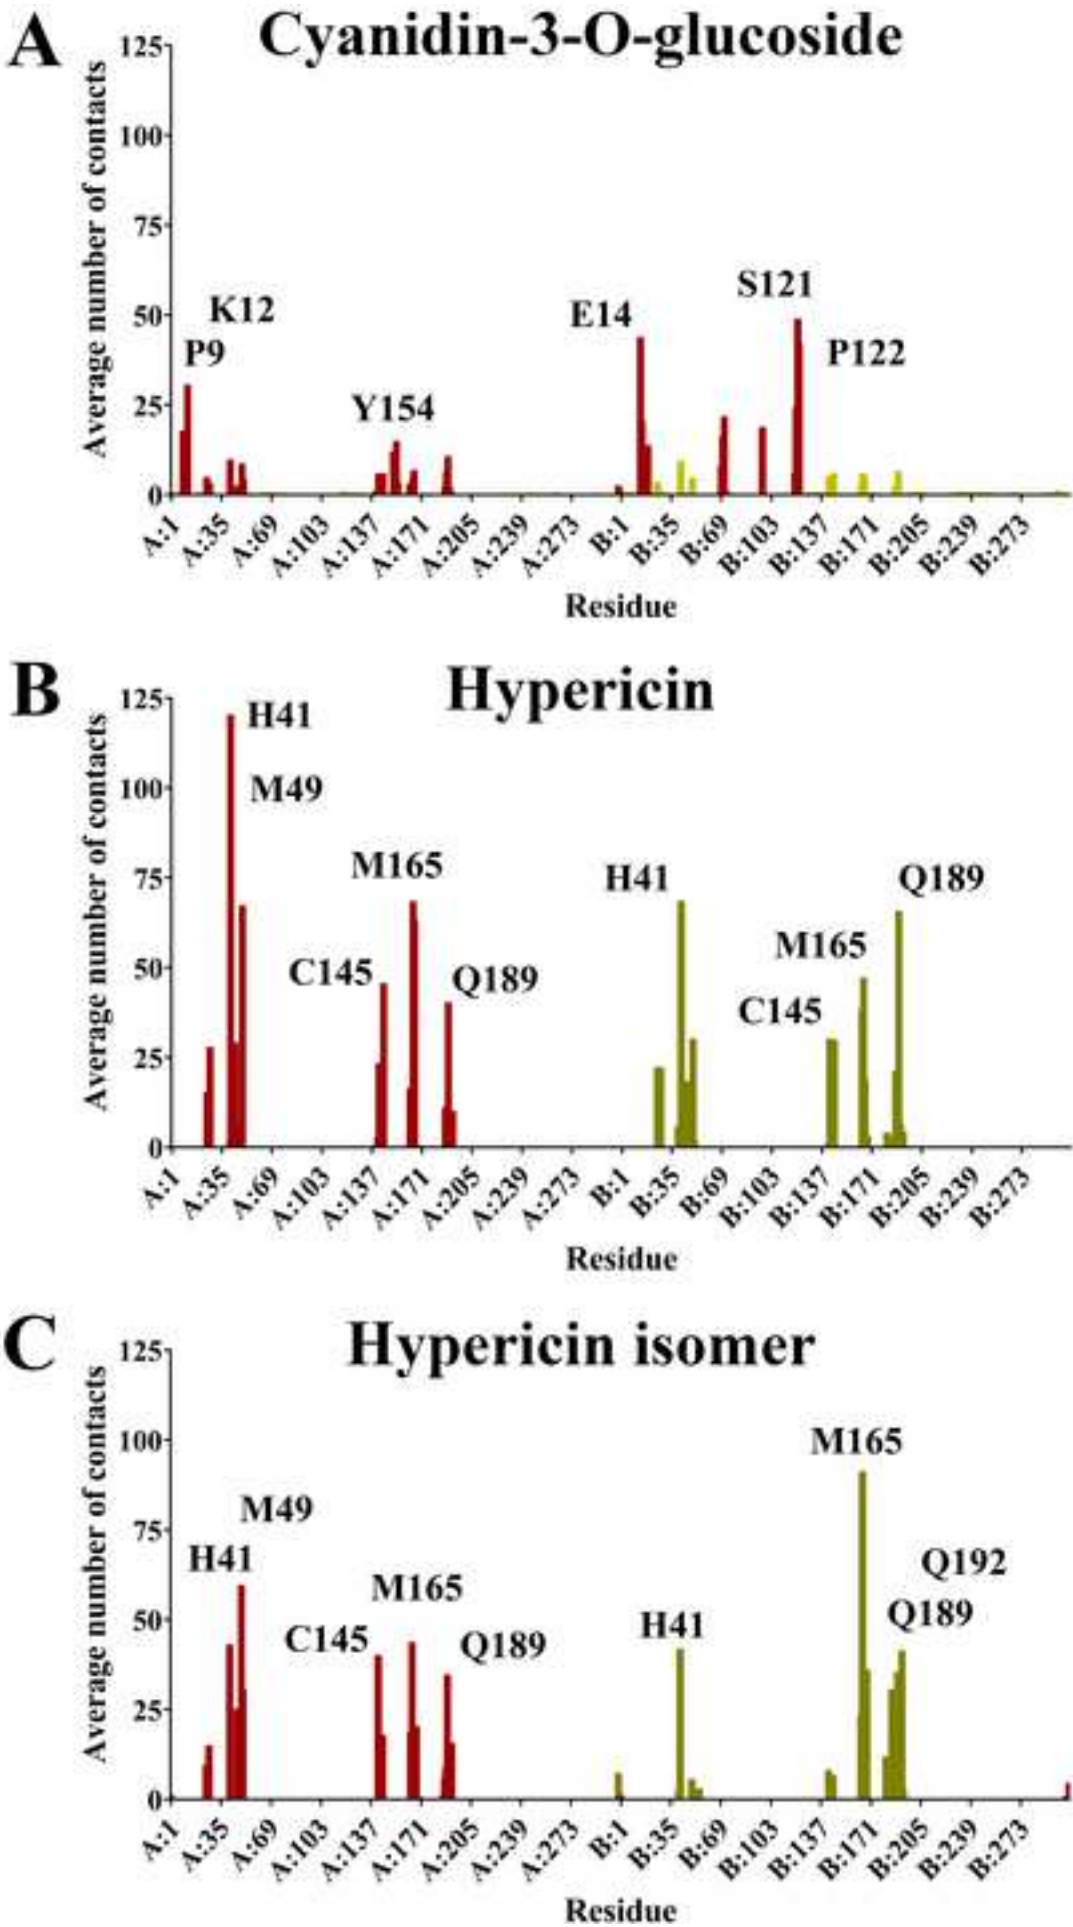 A
Cyanidin-3-O-glucoside
Average number of contacts
125
100
75
50
25
0
K12
P9
Y154
E14
S121
P122
A:1
A:35
A:69
A:103
A:137
A:171
A:205
A:239
A:273
B:1
B:35
B:69
B:103
B:137
B:171
B:205
B:239
B:273
Residue
B
Hypericin
Average number of contacts
125
100
75
50
25
0
H41
M49
M165
C145
Q189
H41
Q189
M165
C145
A:1
A:35
A:69
A:103
A:137
A:171
A:205
A:239
A:273
B:1
B:35
B:69
B:103
B:137
B:171
B:205
B:239
B:273
Residue
C
Hypericin isomer
Average number of contacts
125
100
75
50
25
0
M49
H41
M165
C145
Q189
M165
Q192
Q189
H41
A:1
A:35
A:69
A:103
A:137
A:171
A:205
A:239
A:273
B:1
B:35
B:69
B:103
B:137
B:171
B:205
B:239
B:273
Residue